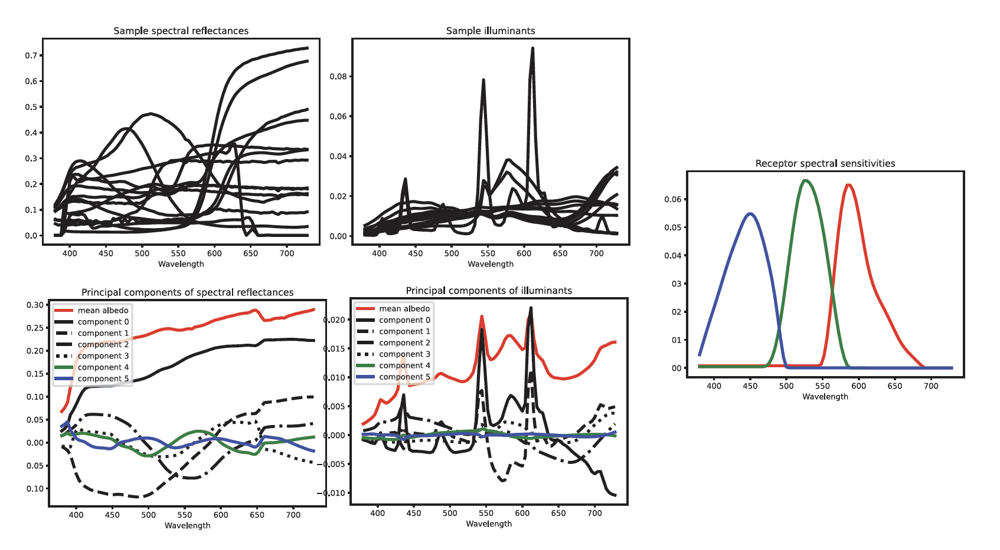 Sample spectral reflectances
0.7
0.6
0.5
0.4
0.3
0.2
0.1
0.0
400 450 500 550 600 650 700
Wavelength
Sample illuminants
0.08
0.06
0.04
0.02
0.00
400 450 500 550 600 650 700
Wavelength
Receptor spectral sensitivities
0.06
0.05
0.04
03
02
01
00
400 450 500 550 600 650 700
Wavelength
Principal components of spectral reflectances
mean albedo
component 0
component 1
component 2
component 3
component 4
component 5
0.30
0.25
0.20
0.15
0.10
0.05
0.00
0.05
0.10
400 450 500 550 600 650 700
Wavelength
Principal components of illuminants
mean albedo
component 0
component 1
component 2
component 3
component 4
component 5
0.020
0.015
0.010
0.005
0.000
−0.005
−0.010
400 450 500 550 600 650 700
Wavelength